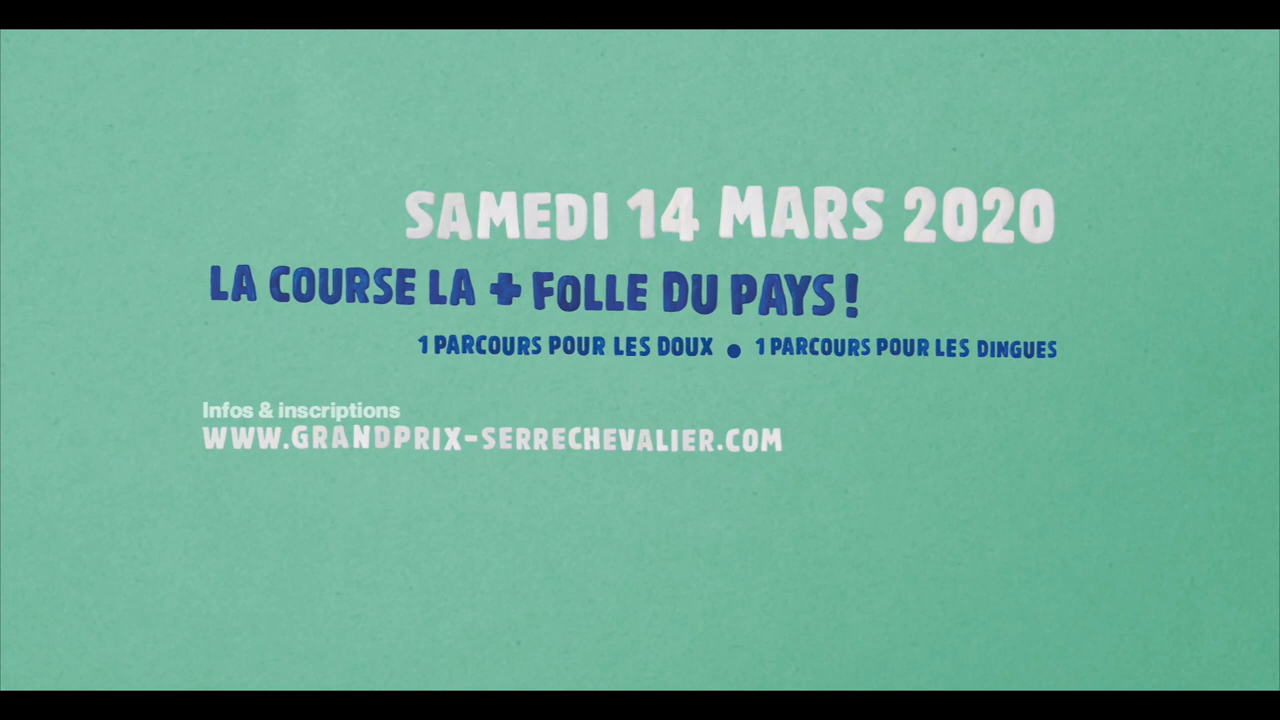 SAMEDI 14 MARS 2020
LA COURSE LA + FOLLE DU PAYS !
1 PARCOURS POUR LES DOUX • 1 PARCOURS POUR LES DINGUES
Infos & inscriptions
WWW.GRANDPRIX-SERRECHEVALIER.COM